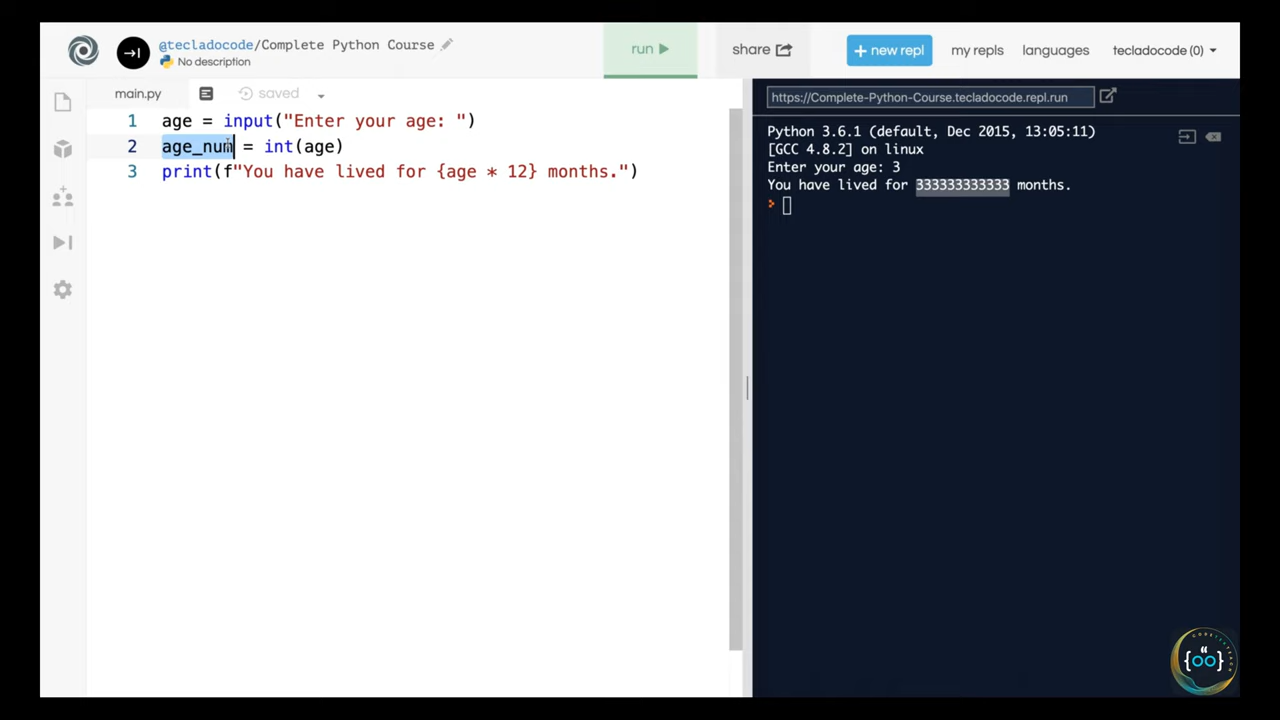 @tecladocode/Complete Python Course
No description
run
share
+ new repl
my repls
languages
tecladocode (0)
main.py
saved
https://Complete-Python-Course.tecladocode.repl.run
1 age = input("Enter your age: ")
2 age_num = int(age)
3 print(f"You have lived for {age * 12} months.")
Python 3.6.1 (default, Dec 2015, 13:05:11)
[GCC 4.8.2] on linux
Enter your age: 3
You have lived for 333333333333 months.